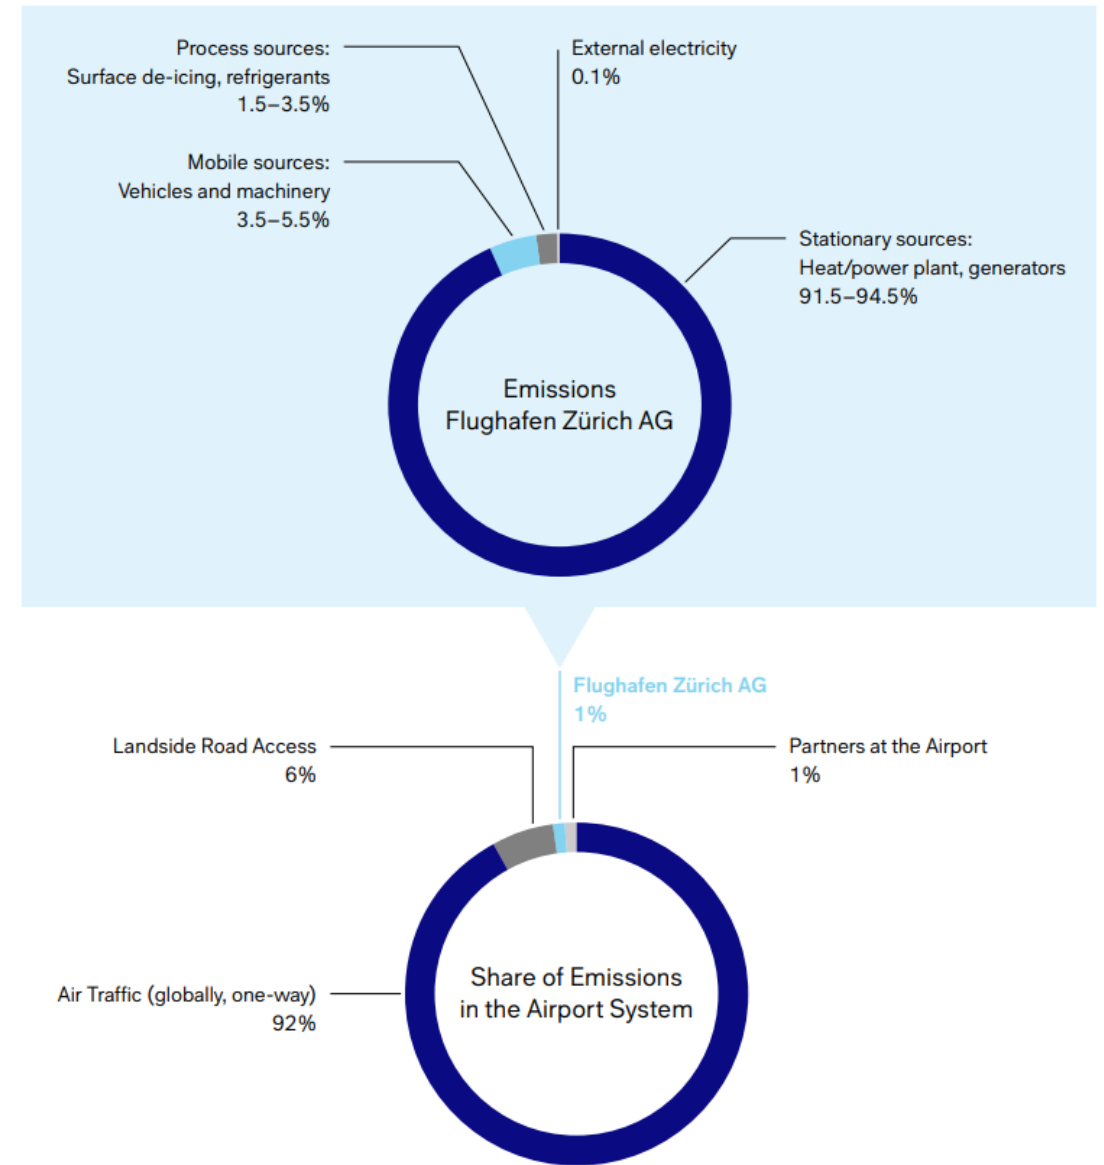 Process sources:
Surface de-icing, refrigerants
1.5–3.5%
External electricity
0.1%
Mobile sources:
Vehicles and machinery
3.5–5.5%
Stationary sources:
Heat/power plant, generators
91.5–94.5%
Emissions
Flughafen Zürich AG
Flughafen Zürich AG
1%
Landside Road Access
6%
Partners at the Airport
1%
Share of Emissions
in the Airport System
Air Traffic (globally, one-way)
92%